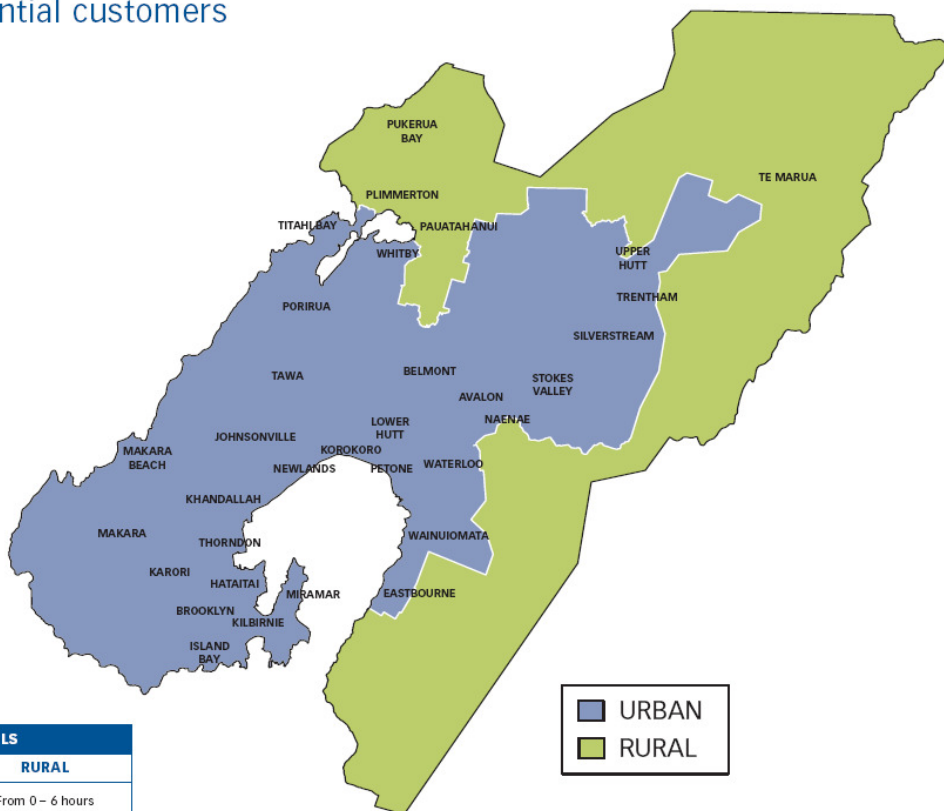 ntial customers
PUKERUA
BAY
TE MARUA
PLIMMERTON
TITAHI BAY
PAUATAHANUI
WHITBY
UPPER
HUTT
TRENTHAM
PORIRUA
SILVERSTREAM
TAWA
BELMONT
STOKES
VALLEY
AVALON
NAENAE
LOWER
HUTT
JOHNSONVILLE
MAKARA
BEACH
KOROKORO
NEWLANDS
PETONE
WATERLOO
KHANDALLAH
MAKARA
THORNDON
WAINUIOMATA
KARORI
HATAITAI
MIRAMAR
EASTBOURNE
BROOKLYN
KILBIRNIE
ISLAND
BAY
URBAN
RURAL
LS
RURAL
From 0 – 6 hours